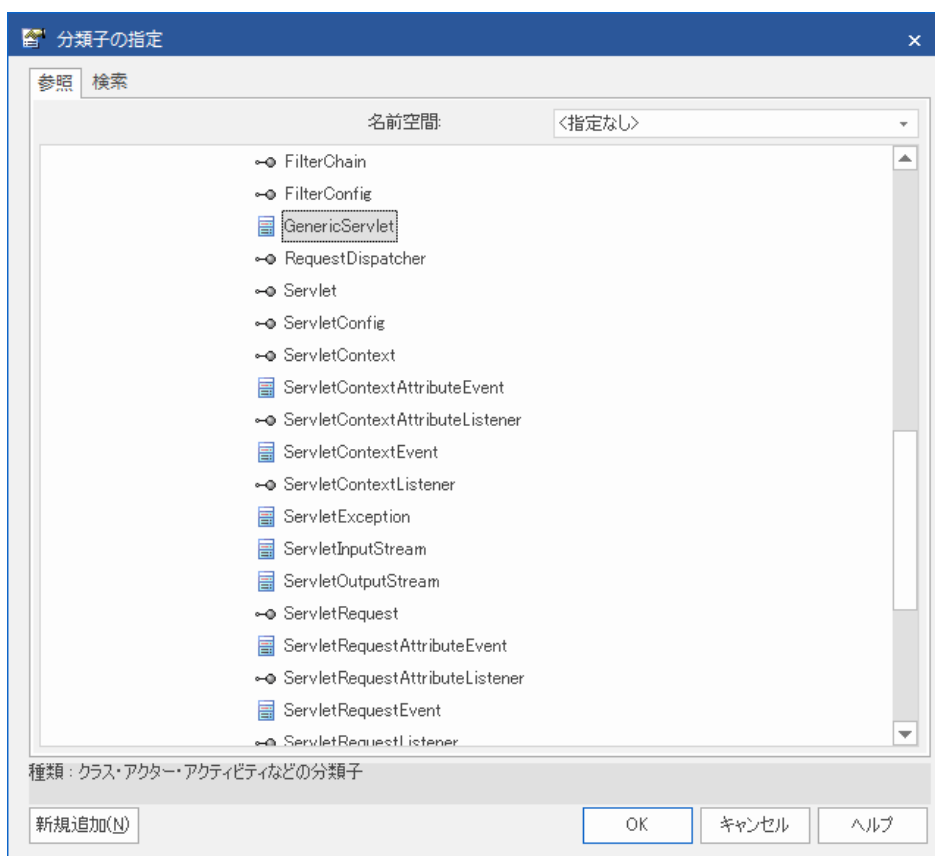 分類子の指定
参照 検索
名前空間: <指定なし>
FilterChain
FilterConfig
GenericServlet
RequestDispatcher
Servlet
ServletConfig
ServletContext
ServletContextAttributeEvent
ServletContextAttributeListener
ServletContextEvent
ServletContextListener
ServletException
ServletInputStream
ServletOutputStream
ServletRequest
ServletRequestAttributeEvent
ServletRequestAttributeListener
ServletRequestEvent
ServletRequestListener
種類 : クラス・アクター・アクティビティなどの分類子
新規追加(N) OK キャンセル ヘルプ